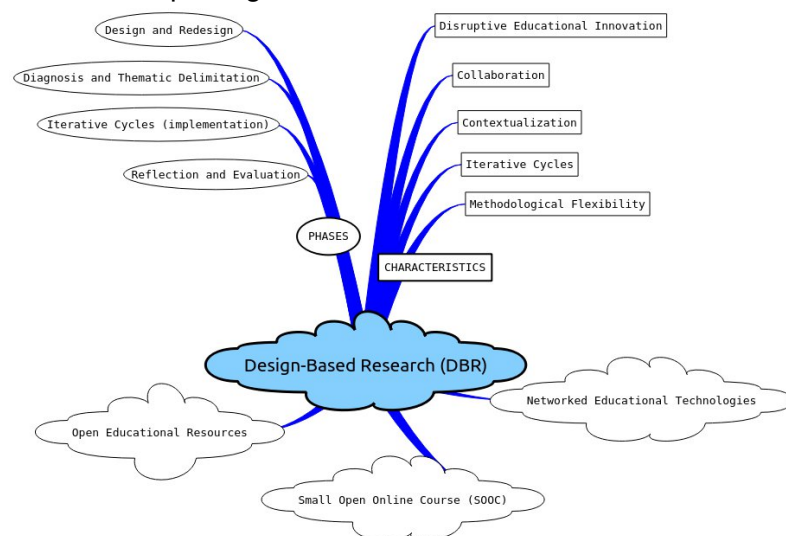 Design and Redesign
Diagnosis and Thematic Delimitation
Iterative Cycles (implementation)
Reflection and Evaluation
PHASES
Disruptive Educational Innovation
Collaboration
Contextualization
Iterative Cycles
Methodological Flexibility
CHARACTERISTICS
Design-Based Research (DBR)
Networked Educational Technologies
Open Educational Resources
Small Open Online Course (SOOC)